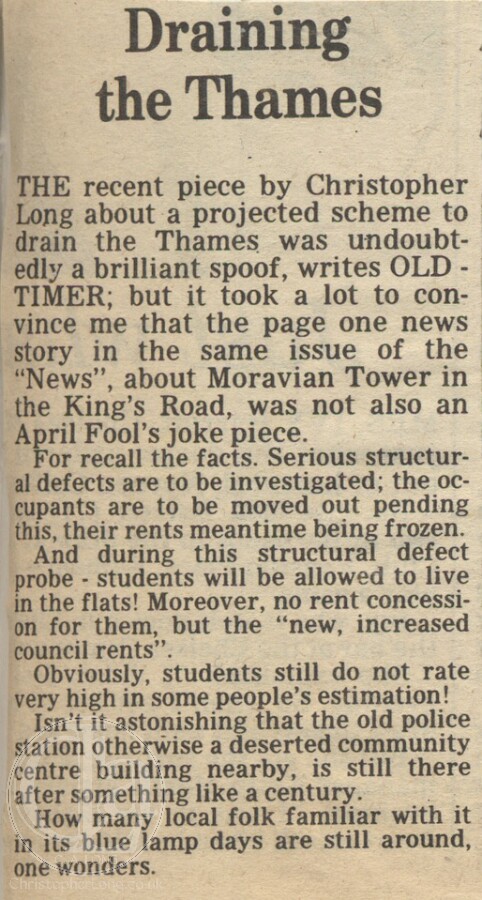 Draining
the Thames
THE recent piece by Christopher
Long about a projected scheme to
drain the Thames was undoubt-
edly a brilliant spoof, writes OLD -
TIMER; but it took a lot to con-
vince me that the page one news
story in the same issue of the
"News", about Moravian Tower in
the King's Road, was not also an
April Fool's joke piece.
For recall the facts. Serious structur-
al defects are to be investigated; the oc-
cupants are to be moved out pending
this, their rents meantime being frozen.
And during this structural defect
probe - students will be allowed to live
in the flats! Moreover, no rent concessi-
on for them, but the "new, increased
council rents".
Obviously, students still do not rate
very high in some people's estimation!
Isn't it astonishing that the old police
station otherwise a deserted community
centre building nearby, is still there
after something like a century.
How many local folk familiar with it
in its blue lamp days are still around,
one wonders.
ChristopherLong.co.uk